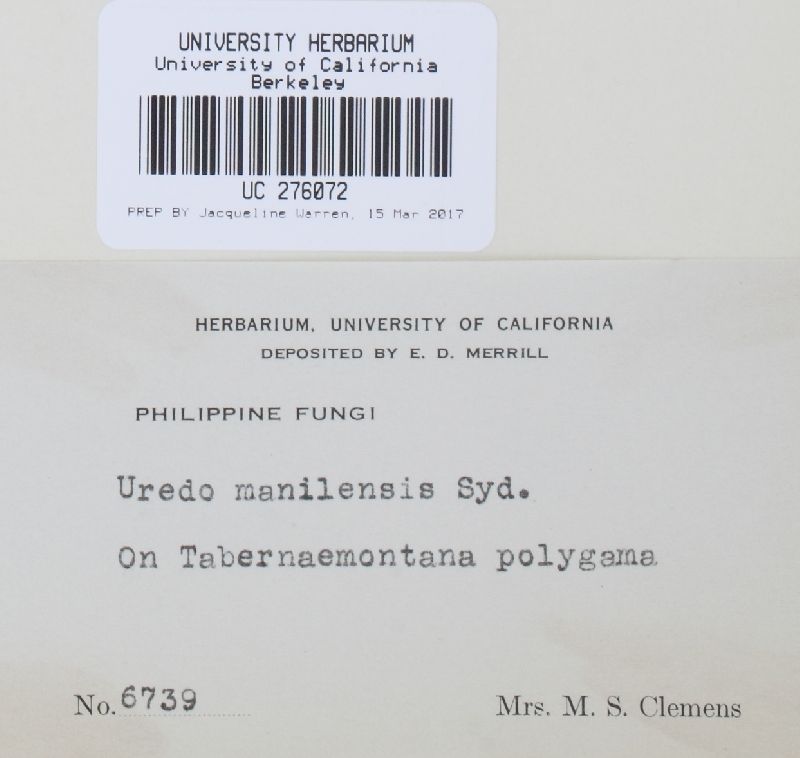 UNIVERSITY HERBARIUM
University of California
Berkeley
UC 276072
PREP BY Jacqueline Warren, 15 Mar 2017
HERBARIUM, UNIVERSITY OF CALIFORNIA
DEPOSITED BY E. D. MERRILL
PHILIPPINE FUNGI
Uredo manilensis Syd.
On Tabernaemontana polygama
No. 6739 Mrs. M. S. Clemens